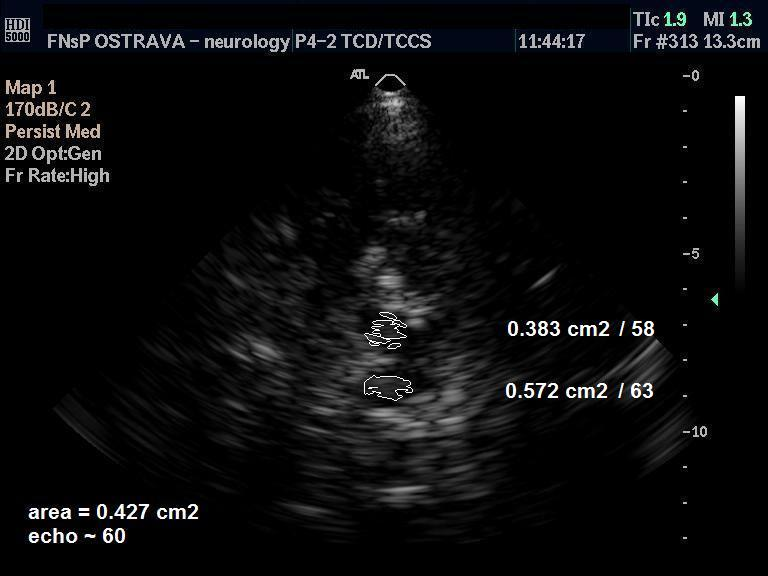 HDI 5000
TIc 1.9 MI 1.3
FNsP OSTRAVA - neurology P4-2 TCD/TCCS 11:44:17 Fr #313 13.3cm
ATL
Map 1
170dB/C 2
Persist Med
2D Opt:Gen
Fr Rate:High
0
5
0.383 cm2 / 58
0.572 cm2 / 63
10
area = 0.427 cm2
echo ~ 60